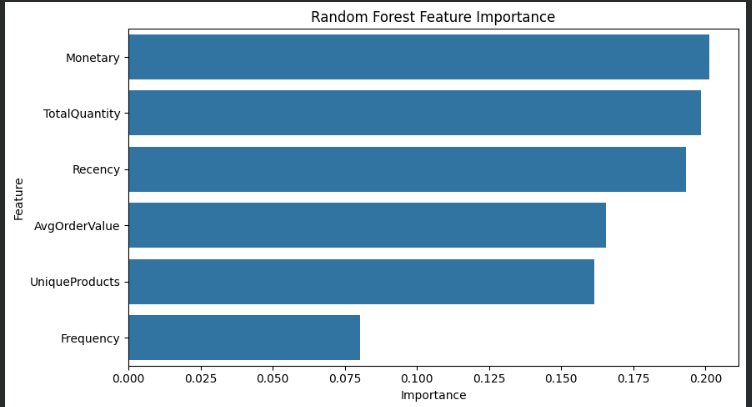 Random Forest Feature Importance
Monetary
TotalQuantity
Recency
AvgOrderValue
UniqueProducts
Frequency
Feature
0.000 0.025 0.050 0.075 0.100 0.125 0.150 0.175 0.200
Importance